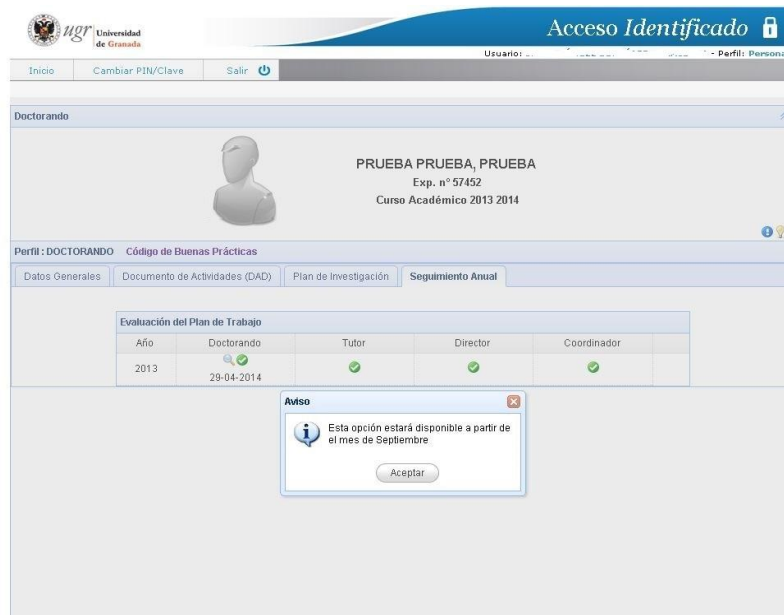 ugr Universidad
de Granada
Acceso Identificado
Usuario: - Perfil: Persona
Inicio Cambiar PIN/Clave Salir
Doctorando
PRUEBA PRUEBA, PRUEBA
Exp. nº 57452
Curso Académico 2013 2014
Perfil : DOCTORANDO Código de Buenas Prácticas
Datos Generales Documento de Actividades (DAD) Plan de Investigación Seguimiento Anual
Evaluación del Plan de Trabajo
Año Doctorando Tutor Director Coordinador
2013
29-04-2014
Aviso
Esta opción estará disponible a partir de
el mes de Septiembre
Aceptar